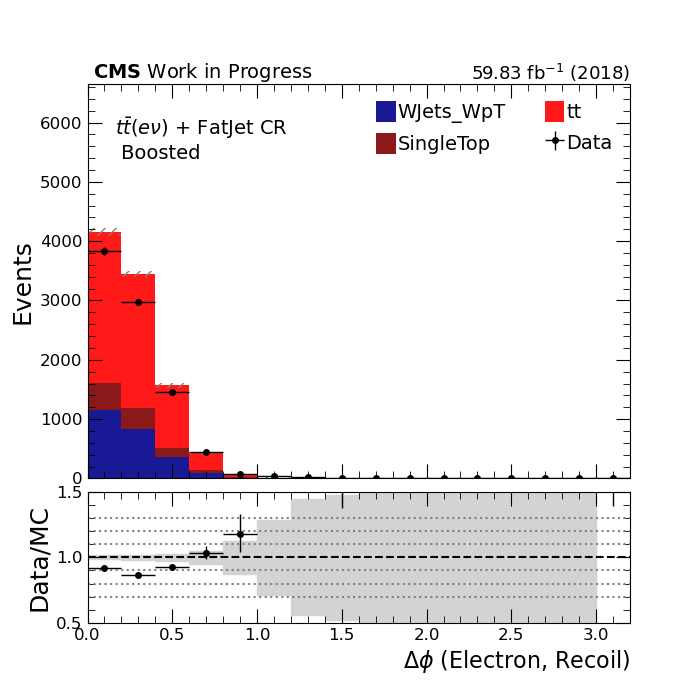 CMS Work in Progress 59.83 fb⁻¹ (2018)
tt̄(eν) + FatJet CR
Boosted
WJets_WpT tt
SingleTop Data
Events
6000
5000
4000
3000
2000
1000
0
Data/MC
1.5
1.0
0.5
0.0 0.5 1.0 1.5 2.0 2.5 3.0
Δϕ (Electron, Recoil)